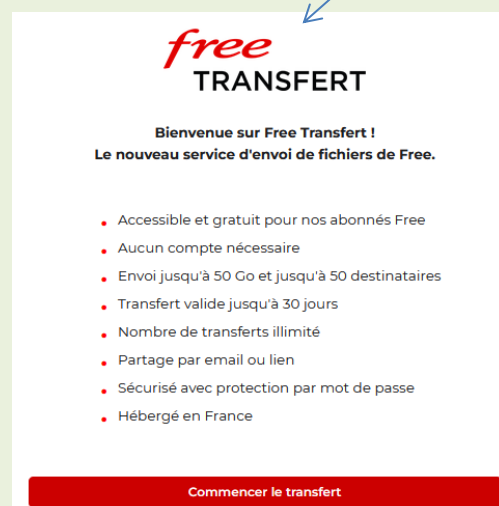 free
TRANSFERT
Bienvenue sur Free Transfert !
Le nouveau service d'envoi de fichiers de Free.
Accessible et gratuit pour nos abonnés Free
Aucun compte nécessaire
Envoi jusqu'à 50 Go et jusqu'à 50 destinataires
Transfert valide jusqu'à 30 jours
Nombre de transferts illimité
Partage par email ou lien
Sécurisé avec protection par mot de passe
Hébergé en France
Commencer le transfert